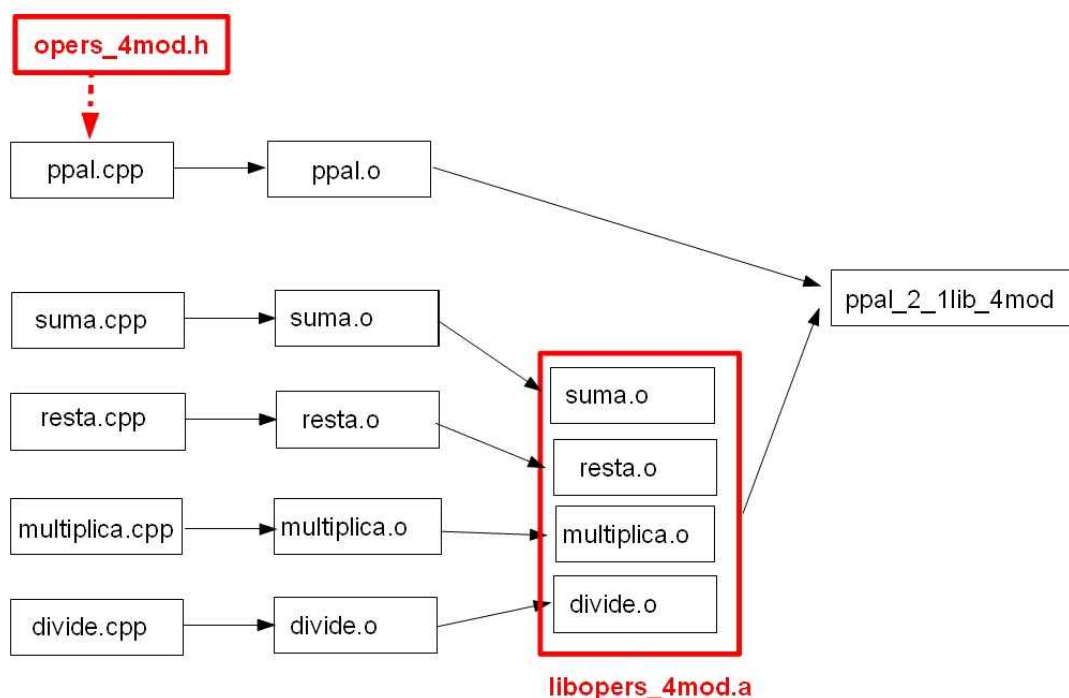 opers_4mod.h
ppal.cpp
ppal.o
ppal_2_1lib_4mod
suma.cpp
suma.o
suma.o
resta.cpp
resta.o
resta.o
multiplica.cpp
multiplica.o
multiplica.o
divide.cpp
divide.o
divide.o
libopers_4mod.a